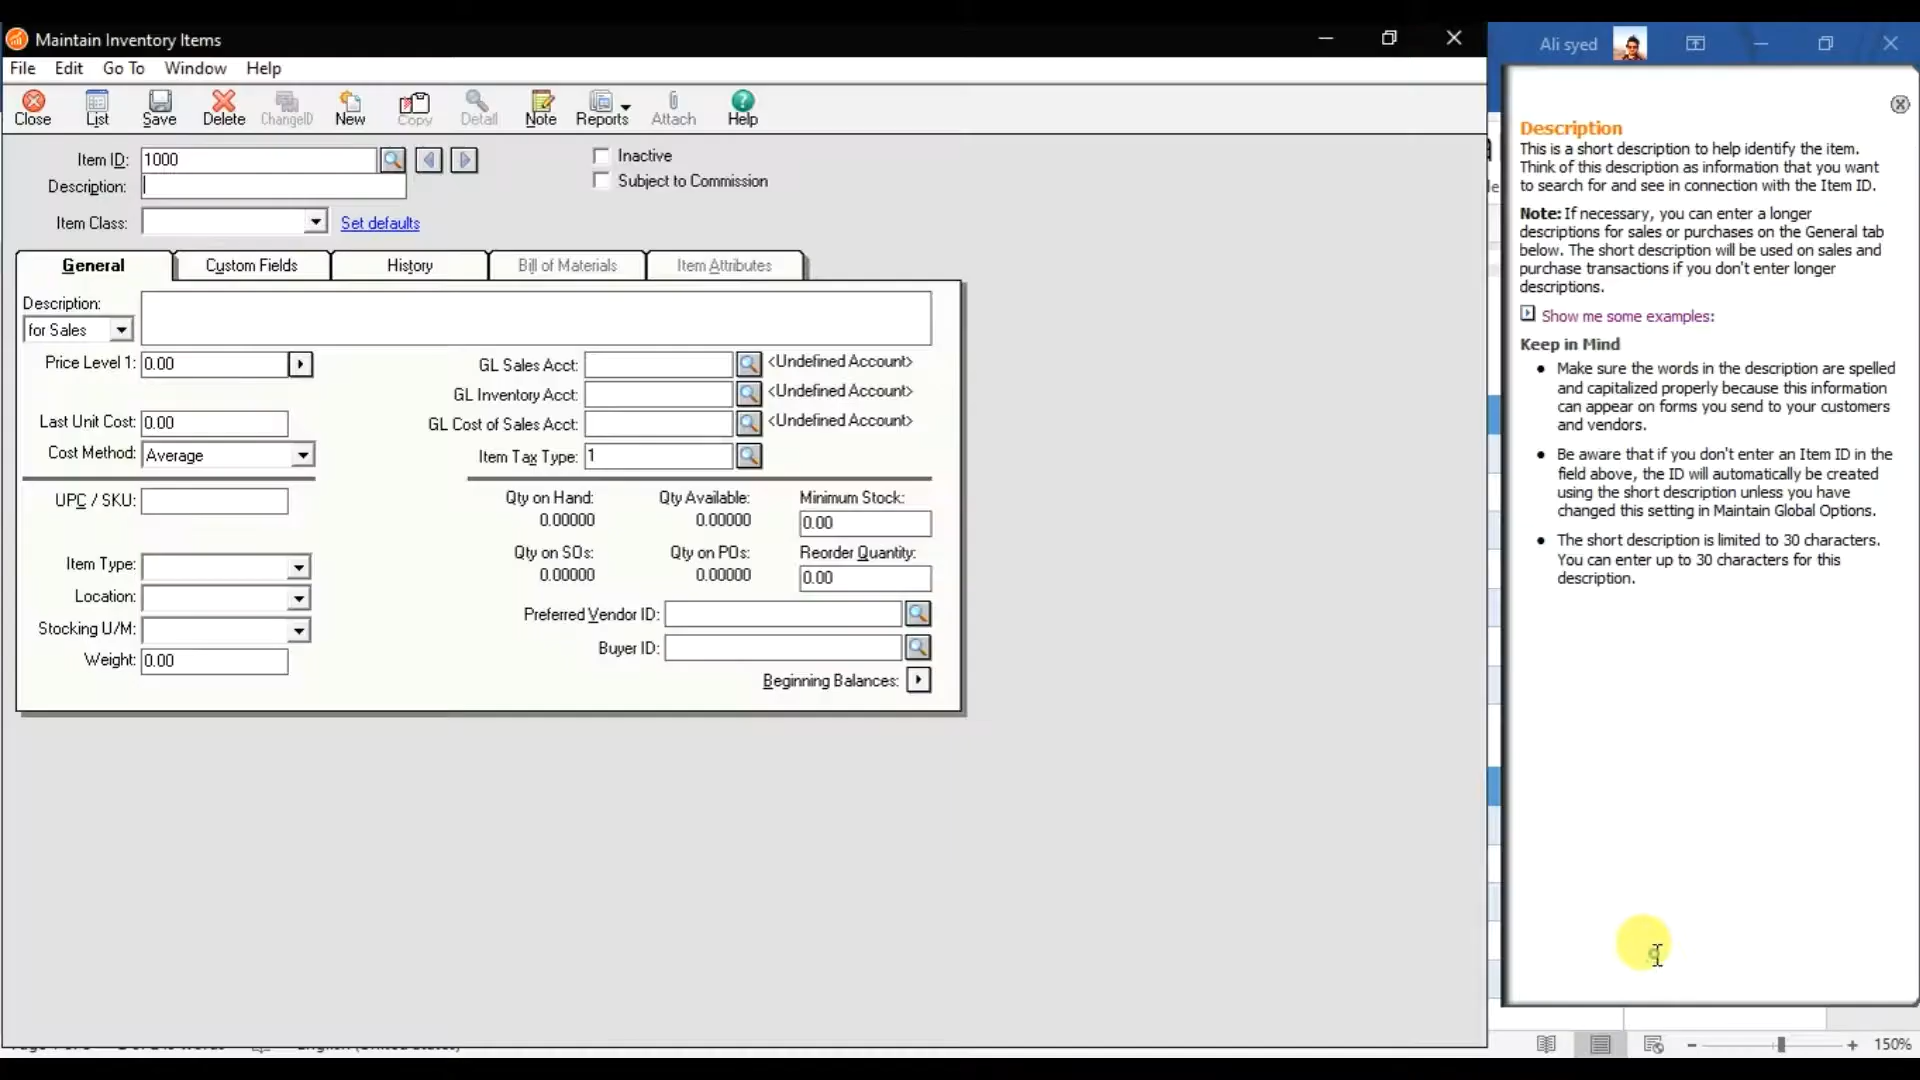 Maintain Inventory Items
Ali syed
File Edit Go To Window Help
Close List Save Delete ChangeID New Copy Detail Note Reports Attach Help
Item ID: 1000
Inactive
Description:
Subject to Commission
Item Class: Set defaults
General Custom Fields History Bill of Materials Item Attributes
Description:
for Sales
Price Level 1: 0.00
GL Sales Acct: <Undefined Account>
GL Inventory Acct: <Undefined Account>
Last Unit Cost: 0.00
GL Cost of Sales Acct: <Undefined Account>
Cost Method: Average
Item Tax Type: 1
UPC / SKU:
Qty on Hand: Qty Available: Minimum Stock:
0.00000 0.00000 0.00
Qty on SOs: Qty on POs: Reorder Quantity:
0.00000 0.00000 0.00
Item Type:
Location:
Stocking U/M:
Weight: 0.00
Preferred Vendor ID:
Buyer ID:
Beginning Balances:
Description
This is a short description to help identify the item.
Think of this description as information that you want
to search for and see in connection with the Item ID.
Note: If necessary, you can enter a longer
descriptions for sales or purchases on the General tab
below. The short description will be used on sales and
purchase transactions if you don't enter longer
descriptions.
Show me some examples:
Keep in Mind
• Make sure the words in the description are spelled
and capitalized properly because this information
can appear on forms you send to your customers
and vendors.
• Be aware that if you don't enter an Item ID in the
field above, the ID will automatically be created
using the short description unless you have
changed this setting in Maintain Global Options.
• The short description is limited to 30 characters.
You can enter up to 30 characters for this
description.
150%